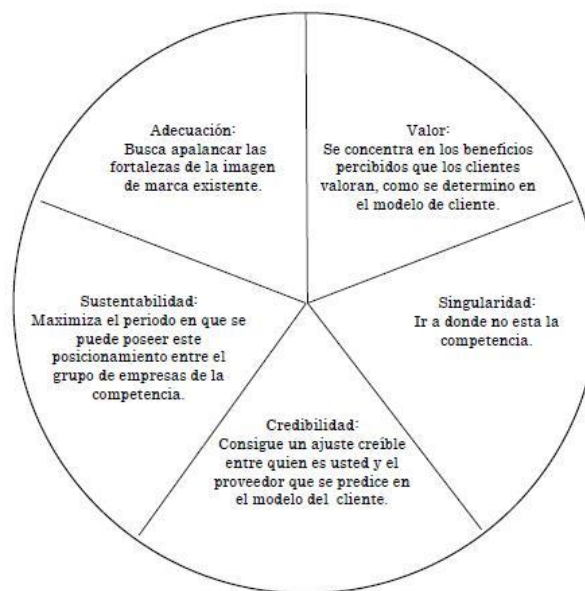 Adecuación:
Busca apalancar las
fortalezas de la imagen
de marca existente.
Valor:
Se concentra en los beneficios
percibidos que los clientes
valoran, como se determino en
el modelo de cliente.
Sustentabilidad:
Maximiza el periodo en que se
puede poseer este
posicionamiento entre el
grupo de empresas de la
competencia.
Singularidad:
Ir a donde no esta la
competencia.
Credibilidad:
Consigue un ajuste creíble
entre quien es usted y el
proveedor que se predice en
el modelo del  cliente.